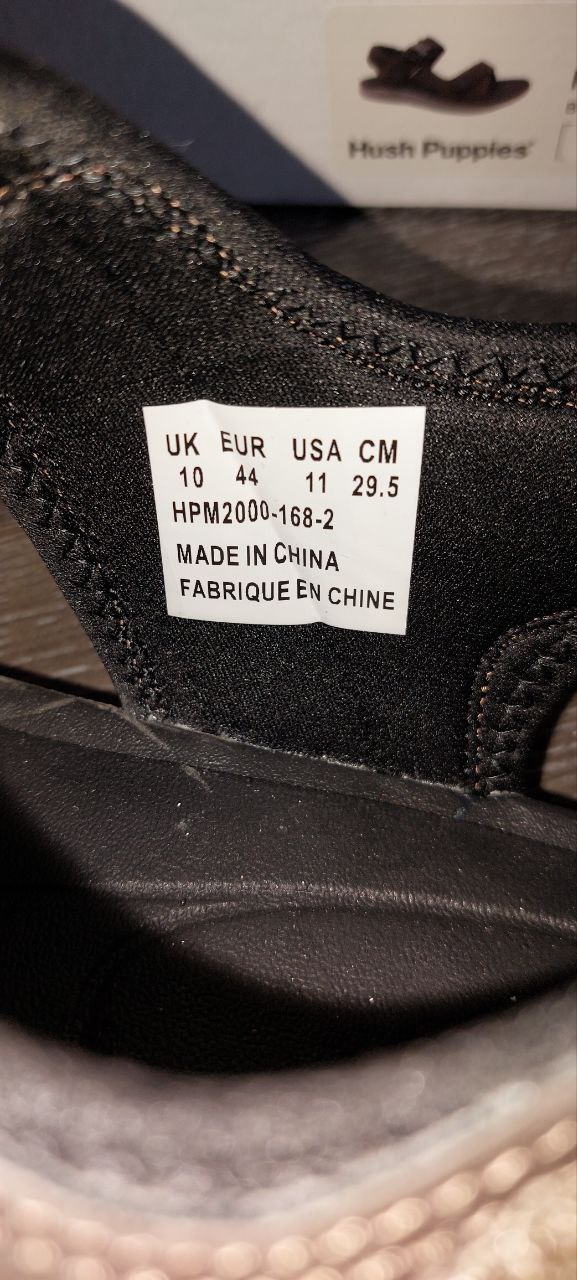 Hush Puppies®
UK EUR USA CM
10 44 11 29.5
HPM2000-168-2
MADE IN CHINA
FABRIQUE EN CHINE